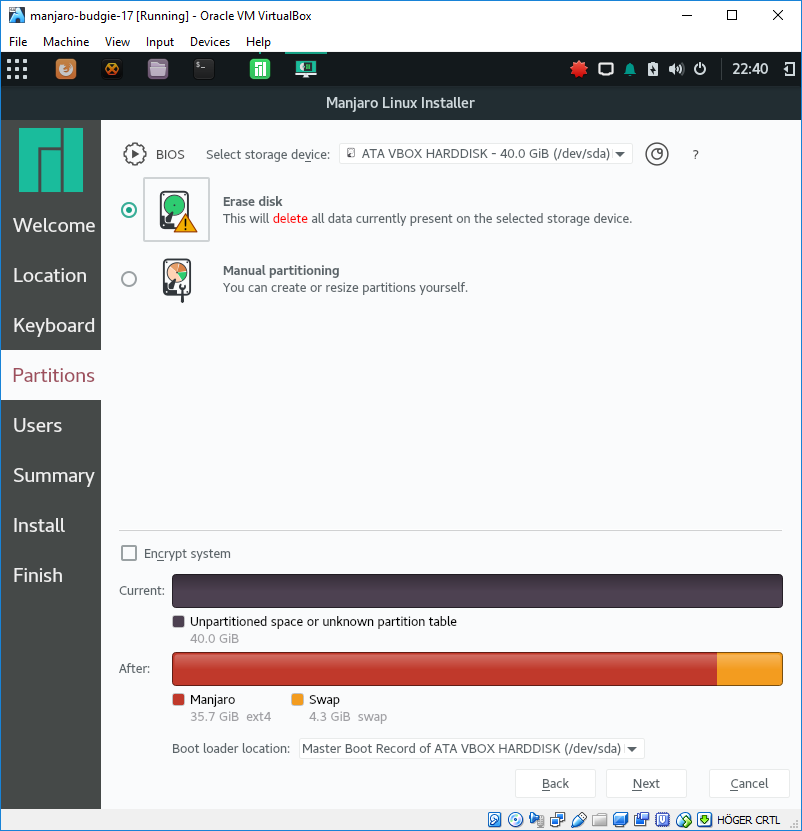 manjaro-budgie-17 [Running] - Oracle VM VirtualBox
File Machine View Input Devices Help
22:40
Manjaro Linux Installer
Welcome
Location
Keyboard
Partitions
Users
Summary
Install
Finish
BIOS Select storage device: ATA VBOX HARDDISK - 40.0 GiB (/dev/sda) ?
Erase disk
This will delete all data currently present on the selected storage device.
Manual partitioning
You can create or resize partitions yourself.
Encrypt system
Current:
Unpartitioned space or unknown partition table
40.0 GiB
After:
Manjaro Swap
35.7 GiB ext4 4.3 GiB swap
Boot loader location: Master Boot Record of ATA VBOX HARDDISK (/dev/sda)
Back Next Cancel
HÖGER CRTL